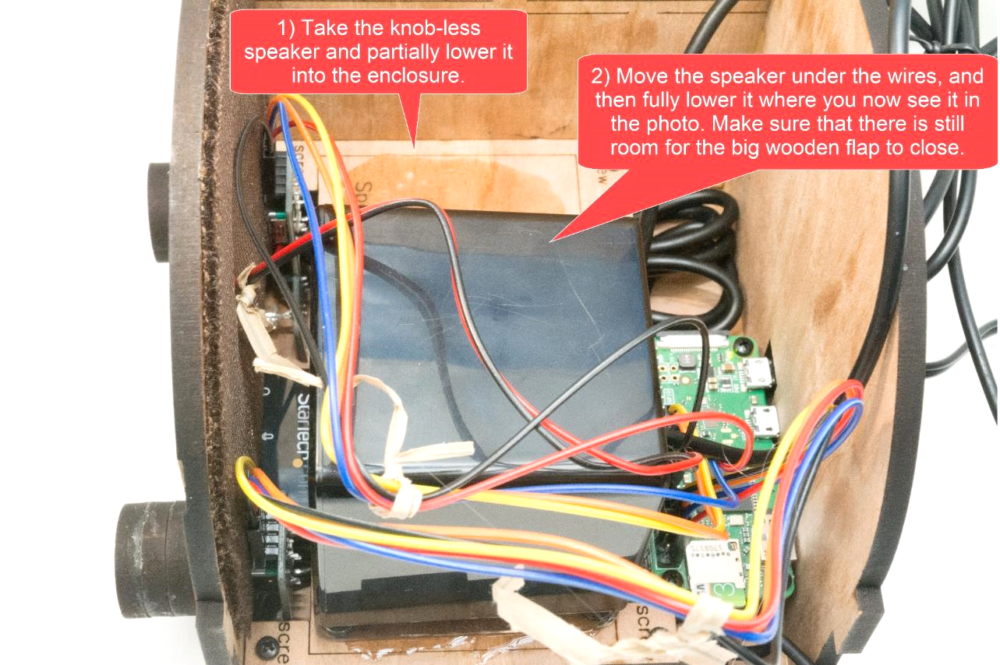 1) Take the knob-less
speaker and partially lower it
into the enclosure.
2) Move the speaker under the wires, and
then fully lower it where you now see it in
the photo. Make sure that there is still
room for the big wooden flap to close.
scre
scre